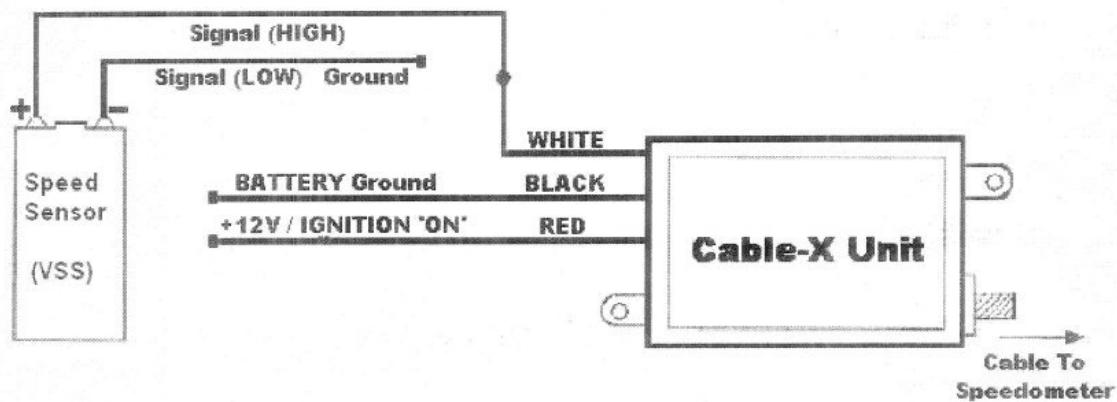 Signal (HIGH)
Signal (LOW) Ground
+ −
WHITE
Speed
Sensor
(VSS)
BATTERY Ground BLACK
+12V / IGNITION "ON" RED
Cable-X Unit
Cable To
Speedometer